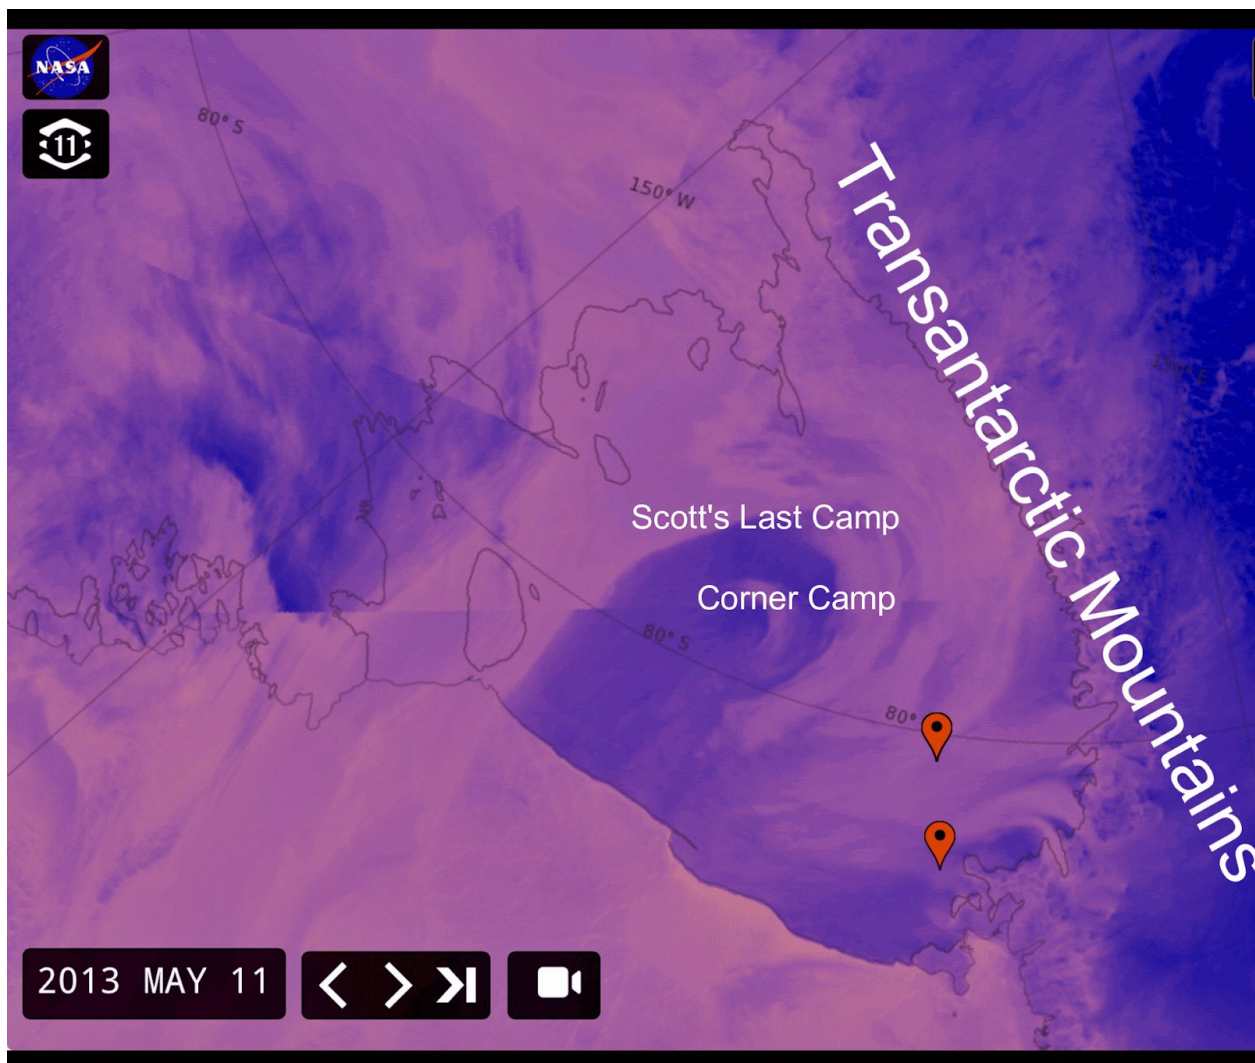 NASA
11
80° S
150° W
Transantarctic Mountains
Scott's Last Camp
Corner Camp
80° S
80°
2013 MAY 11